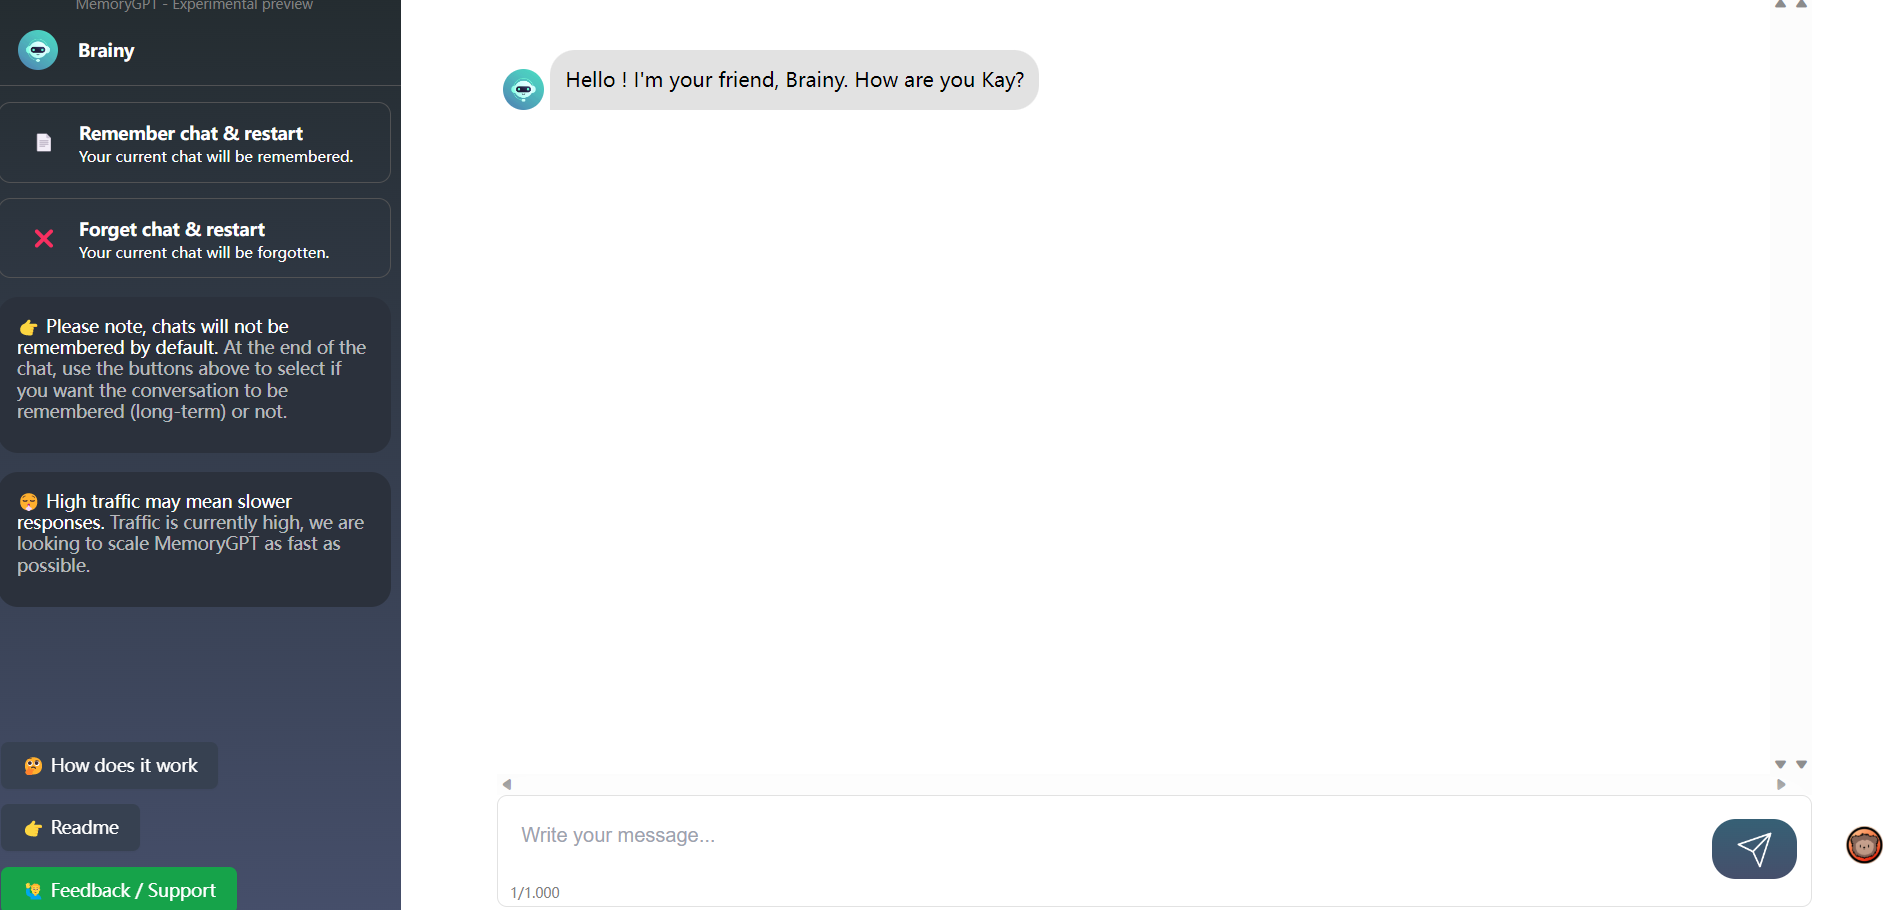 MemoryGPT - Experimental preview
Brainy
Remember chat & restart
Your current chat will be remembered.
Forget chat & restart
Your current chat will be forgotten.
👉 Please note, chats will not be
remembered by default. At the end of the
chat, use the buttons above to select if
you want the conversation to be
remembered (long-term) or not.
High traffic may mean slower
responses. Traffic is currently high, we are
looking to scale MemoryGPT as fast as
possible.
🤔 How does it work
👉 Readme
🙋‍♂️ Feedback / Support
Hello ! I'm your friend, Brainy. How are you Kay?
Write your message...
1/1.000